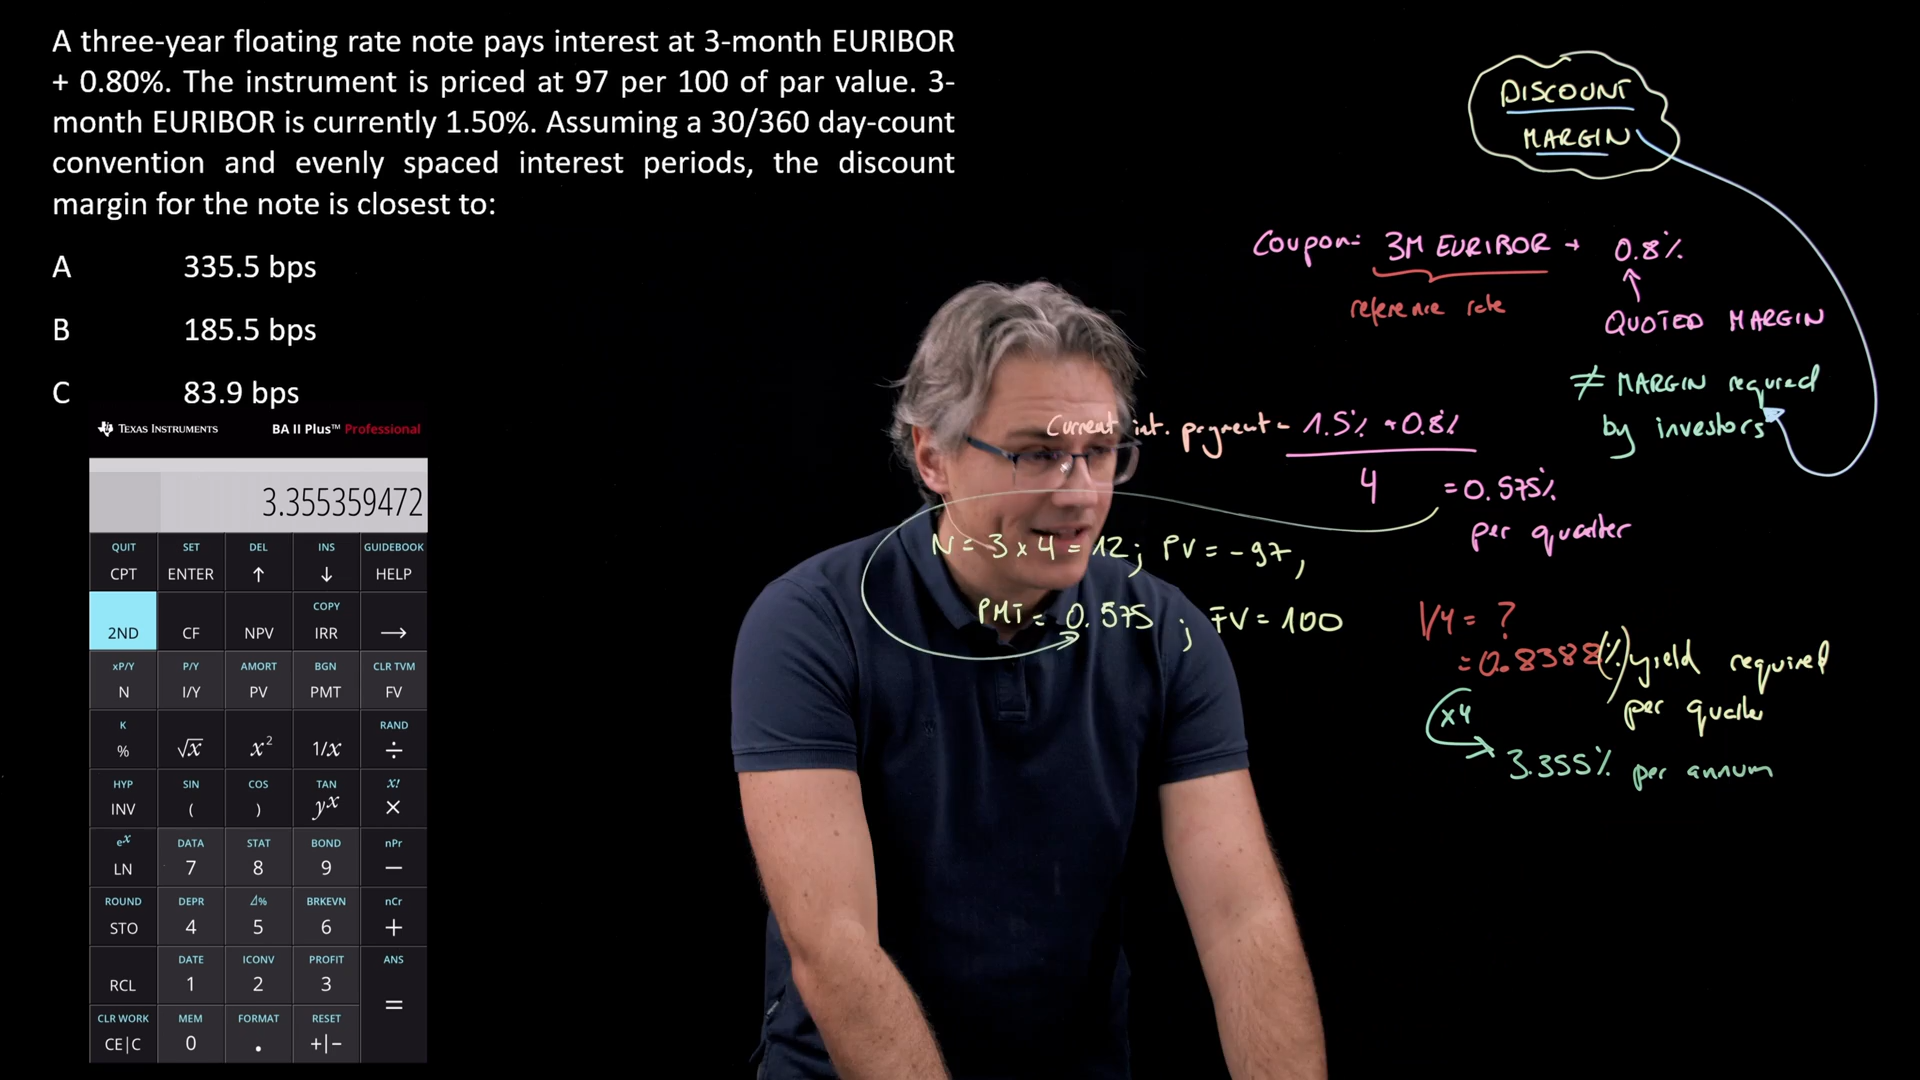 A three-year floating rate note pays interest at 3-month EURIBOR
+ 0.80%. The instrument is priced at 97 per 100 of par value. 3-
month EURIBOR is currently 1.50%. Assuming a 30/360 day-count
convention and evenly spaced interest periods, the discount
margin for the note is closest to:
A 335.5 bps
B 185.5 bps
C 83.9 bps
TEXAS INSTRUMENTS BA II Plus™ Professional
3.355359472
QUIT SET DEL INS GUIDEBOOK
CPT ENTER ↑ ↓ HELP
COPY
2ND CF NPV IRR →
xP/Y P/Y AMORT BGN CLR TVM
N I/Y PV PMT FV
K RAND
% √x x² 1/x ÷
HYP SIN COS TAN x!
INV ( ) yˣ ×
eˣ DATA STAT BOND nPr
LN 7 8 9 −
ROUND DEPR Δ% BRKEVN nCr
STO 4 5 6 +
DATE ICONV PROFIT ANS
RCL 1 2 3 =
CLR WORK MEM FORMAT RESET
CE|C 0 . +|−
DISCOUNT
MARGIN
Coupon = 3M EURIBOR + 0.8%
reference rate
QUOTED MARGIN
≠ MARGIN required
by investors
Current int. payment = 1.5% + 0.8%
4 = 0.575%
per quarter
N = 3 x 4 = 12; PV = -97,
PMT = 0.575 ; FV = 100
I/Y = ?
= 0.8388 (%) yield required
per quarter
x4
3.355% per annum